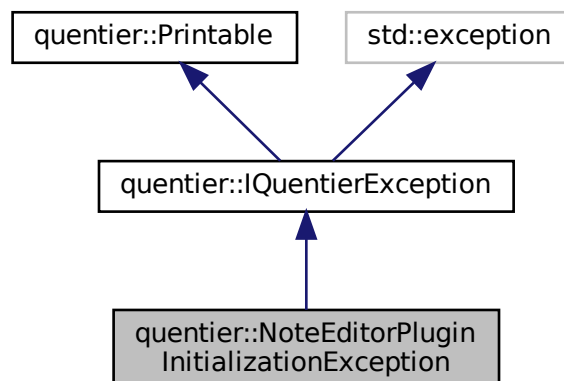 quentier::Printable
std::exception
quentier::IQuentierException
quentier::NoteEditorPlugin
InitializationException